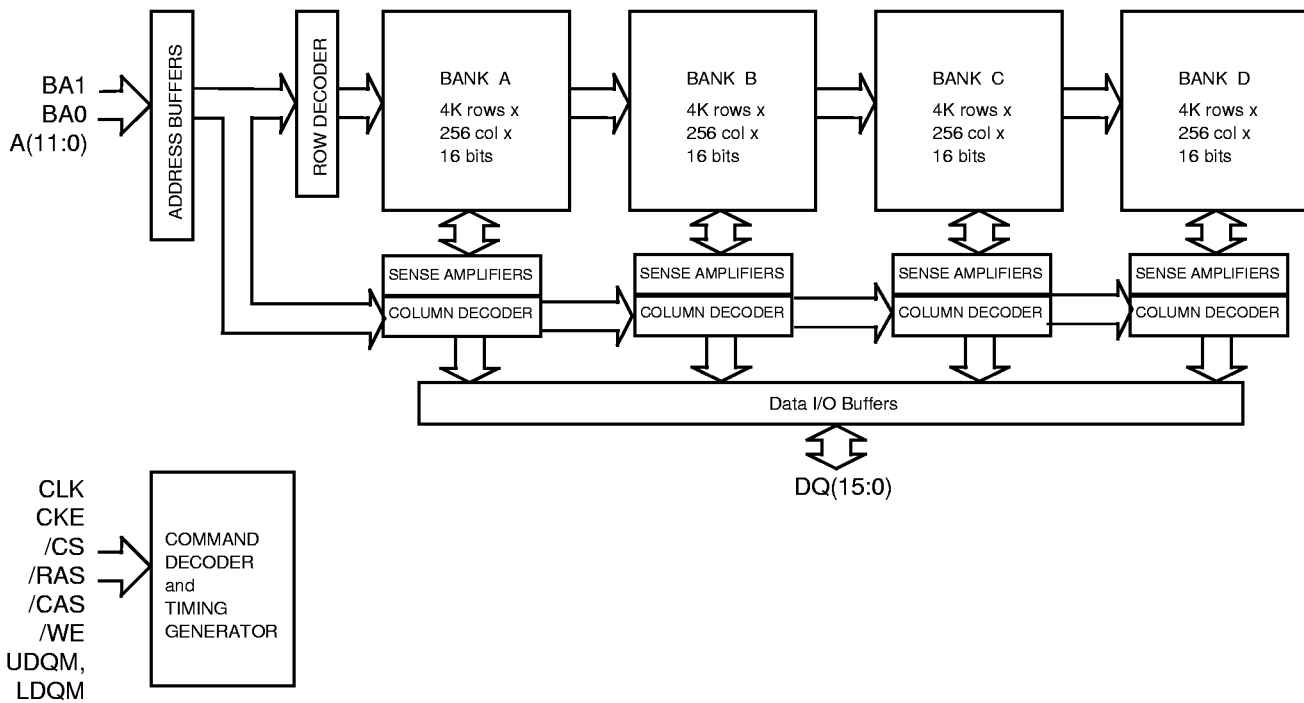 BA1
BA0
A(11:0)
ADDRESS BUFFERS
ROW DECODER
BANK A
4K rows x
256 col x
16 bits
BANK B
4K rows x
256 col x
16 bits
BANK C
4K rows x
256 col x
16 bits
BANK D
4K rows x
256 col x
16 bits
SENSE AMPLIFIERS
COLUMN DECODER
SENSE AMPLIFIERS
COLUMN DECODER
SENSE AMPLIFIERS
COLUMN DECODER
SENSE AMPLIFIERS
COLUMN DECODER
Data I/O Buffers
DQ(15:0)
CLK
CKE
/CS
/RAS
/CAS
/WE
UDQM,
LDQM
COMMAND
DECODER
and
TIMING
GENERATOR